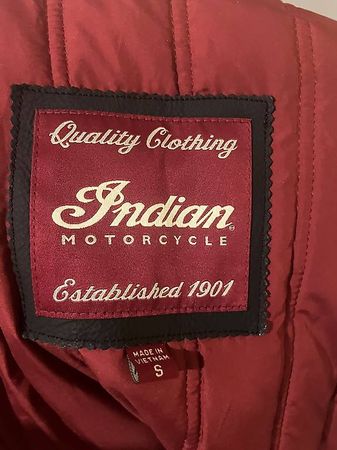 Quality Clothing
Indian
MOTORCYCLE
Established 1901
MADE IN
VIETNAM
S